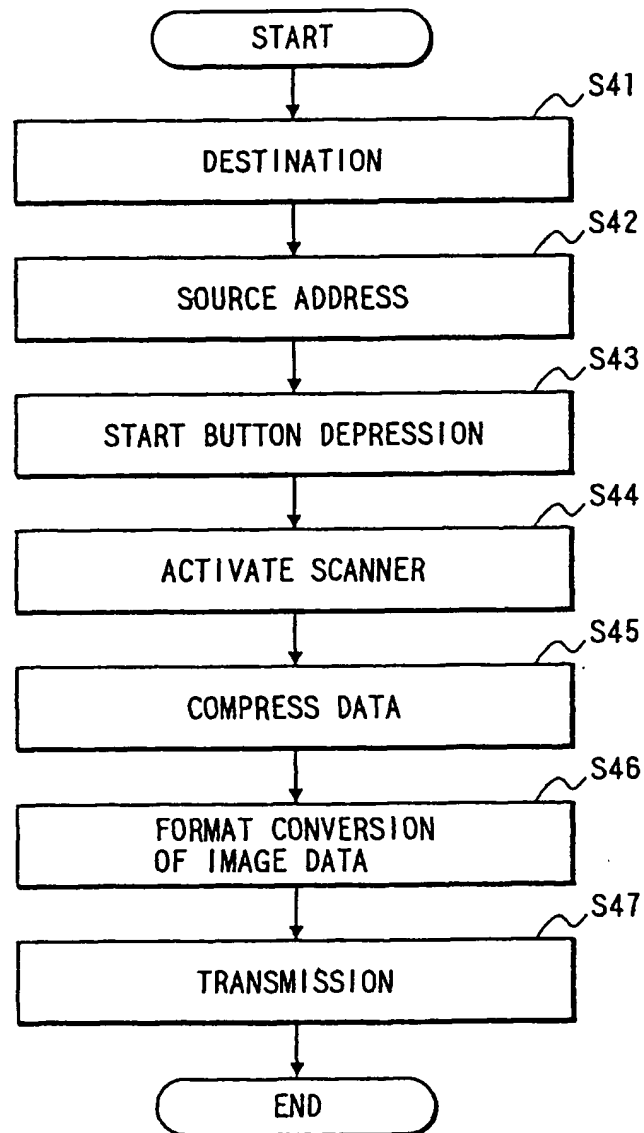 START
S41
DESTINATION
S42
SOURCE ADDRESS
S43
START BUTTON DEPRESSION
S44
ACTIVATE SCANNER
S45
COMPRESS DATA
S46
FORMAT CONVERSION
OF IMAGE DATA
S47
TRANSMISSION
END